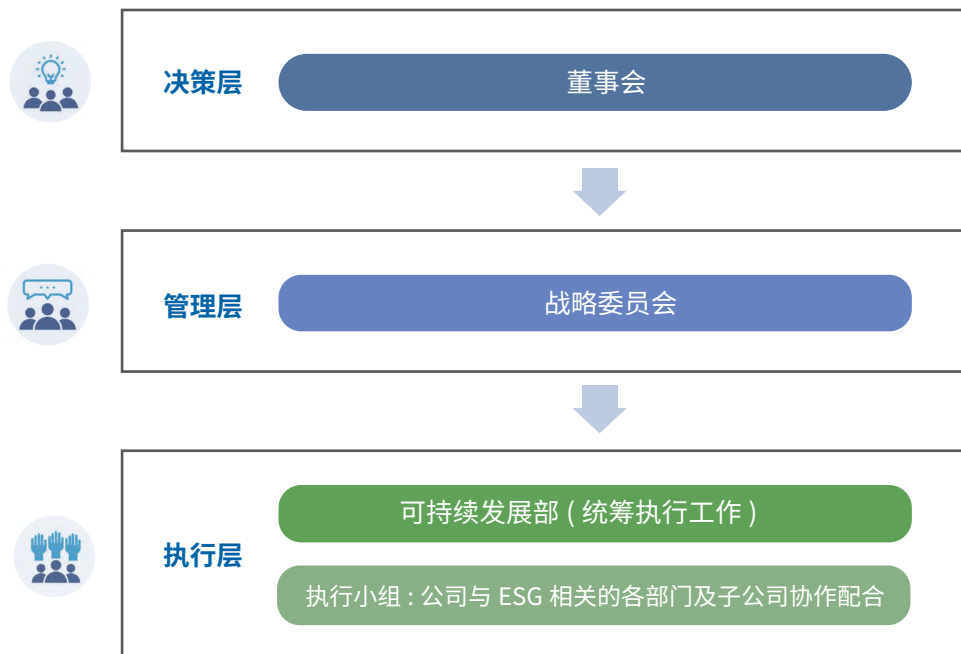 决策层
董事会
管理层
战略委员会
执行层
可持续发展部 ( 统筹执行工作 )
执行小组 : 公司与 ESG 相关的各部门及子公司协作配合